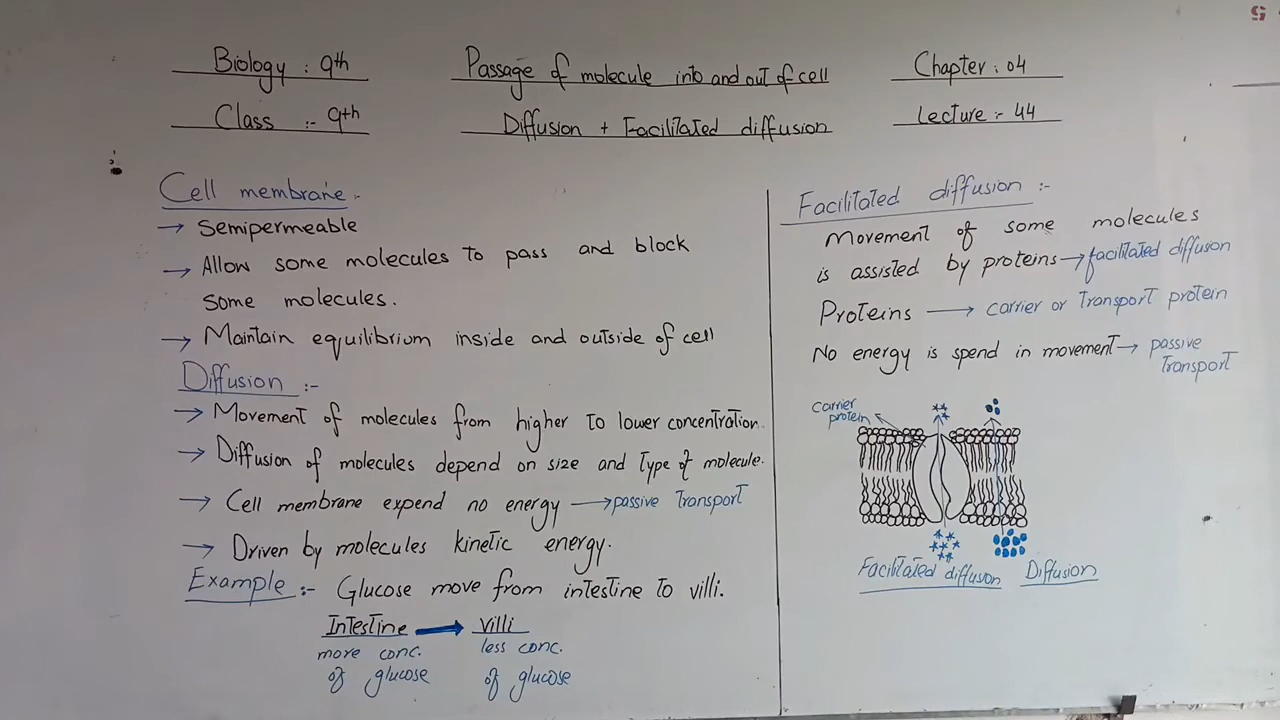 Biology : 9th
Passage of molecule into and out of cell
Chapter : 04
Class :- 9th
Diffusion + Facilitated diffusion
Lecture :- 44
Cell membrane :-
→ Semipermeable
→ Allow some molecules to pass and block
some molecules.
→ Maintain equilibrium inside and outside of cell
Diffusion :-
→ Movement of molecules from higher to lower concentration.
→ Diffusion of molecules depend on size and type of molecule.
→ Cell membrane expend no energy → passive transport
→ Driven by molecules kinetic energy.
Example :- Glucose move from intestine to villi.
Intestine → villi
more conc. less conc.
of glucose of glucose
Facilitated diffusion :-
Movement of some molecules
is assisted by proteins → facilitated diffuson
Proteins → carrier or transport protein
No energy is spend in movement → passive
transport
carrier
protein
Facilitated diffusion Diffusion